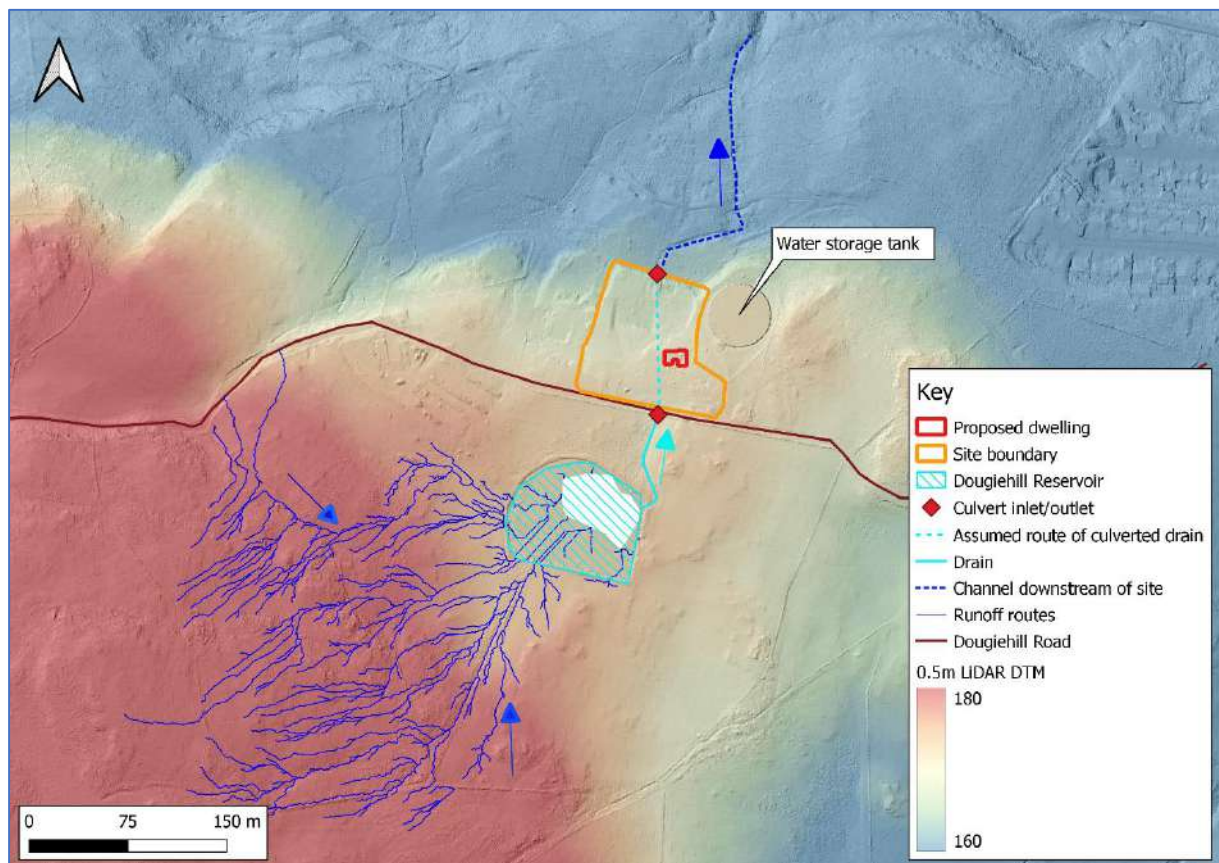 Water storage tank
Key
Proposed dwelling
Site boundary
Dougiehill Reservoir
Culvert inlet/outlet
Assumed route of culverted drain
Drain
Channel downstream of site
Runoff routes
Dougiehill Road
0.5m LiDAR DTM
180
160
0 75 150 m